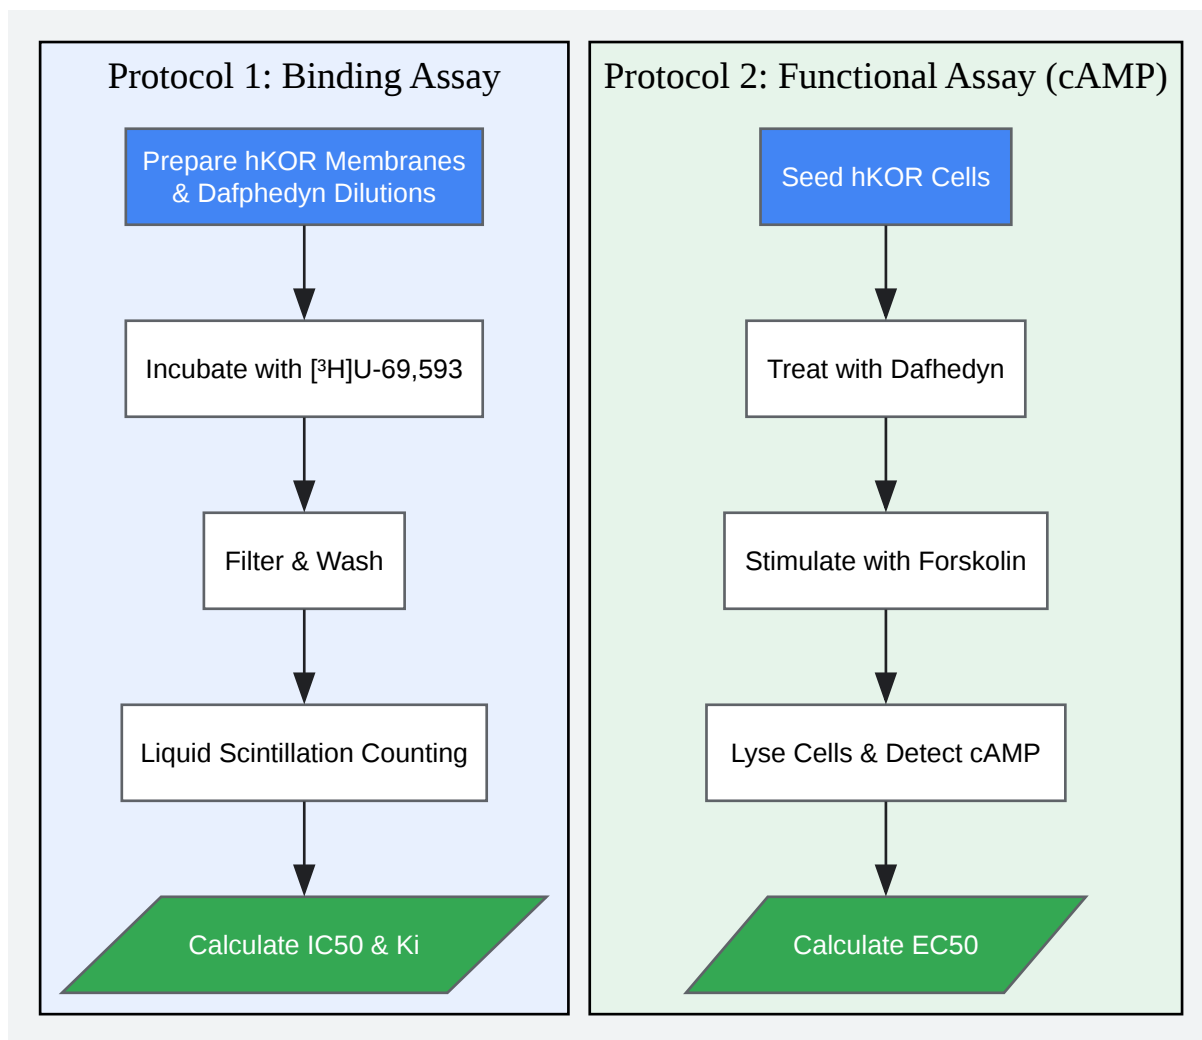 Protocol 1: Binding Assay
Prepare hKOR Membranes
& Dafphedyn Dilutions
Incubate with [³H]U-69,593
Filter & Wash
Liquid Scintillation Counting
Calculate IC50 & Ki
Protocol 2: Functional Assay (cAMP)
Seed hKOR Cells
Treat with Dafhedyn
Stimulate with Forskolin
Lyse Cells & Detect cAMP
Calculate EC50